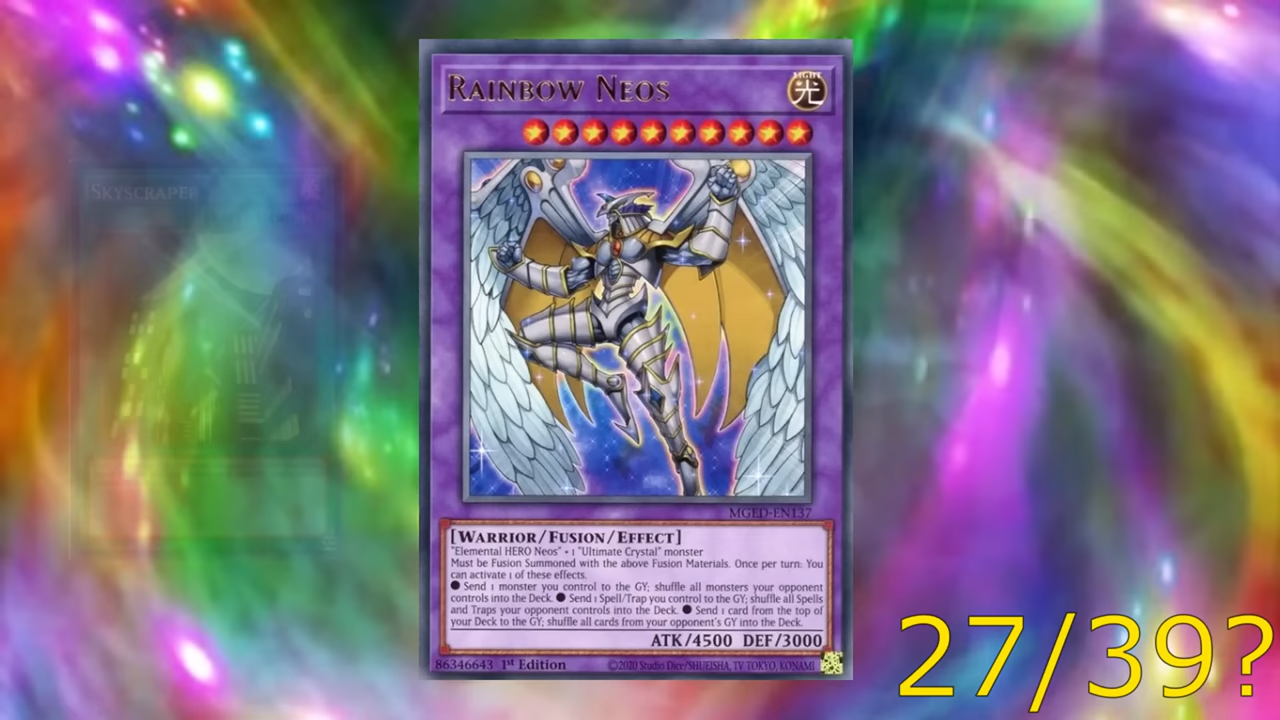 RAINBOW NEOS
LIGHT
光
SKYSCRAPER
MGED-EN137
[WARRIOR/FUSION/EFFECT]
"Elemental HERO Neos" + 1 "Ultimate Crystal" monster
Must be Fusion Summoned with the above Fusion Materials. Once per turn: You
can activate 1 of these effects.
● Send 1 monster you control to the GY; shuffle all monsters your opponent
controls into the Deck. ● Send 1 Spell/Trap you control to the GY; shuffle all Spells
and Traps your opponent controls into the Deck. ● Send 1 card from the top of
your Deck to the GY; shuffle all cards from your opponent's GY into the Deck.
ATK/4500 DEF/3000
86346643 1st Edition ©2020 Studio Dice/SHUEISHA, TV TOKYO, KONAMI
27/39?